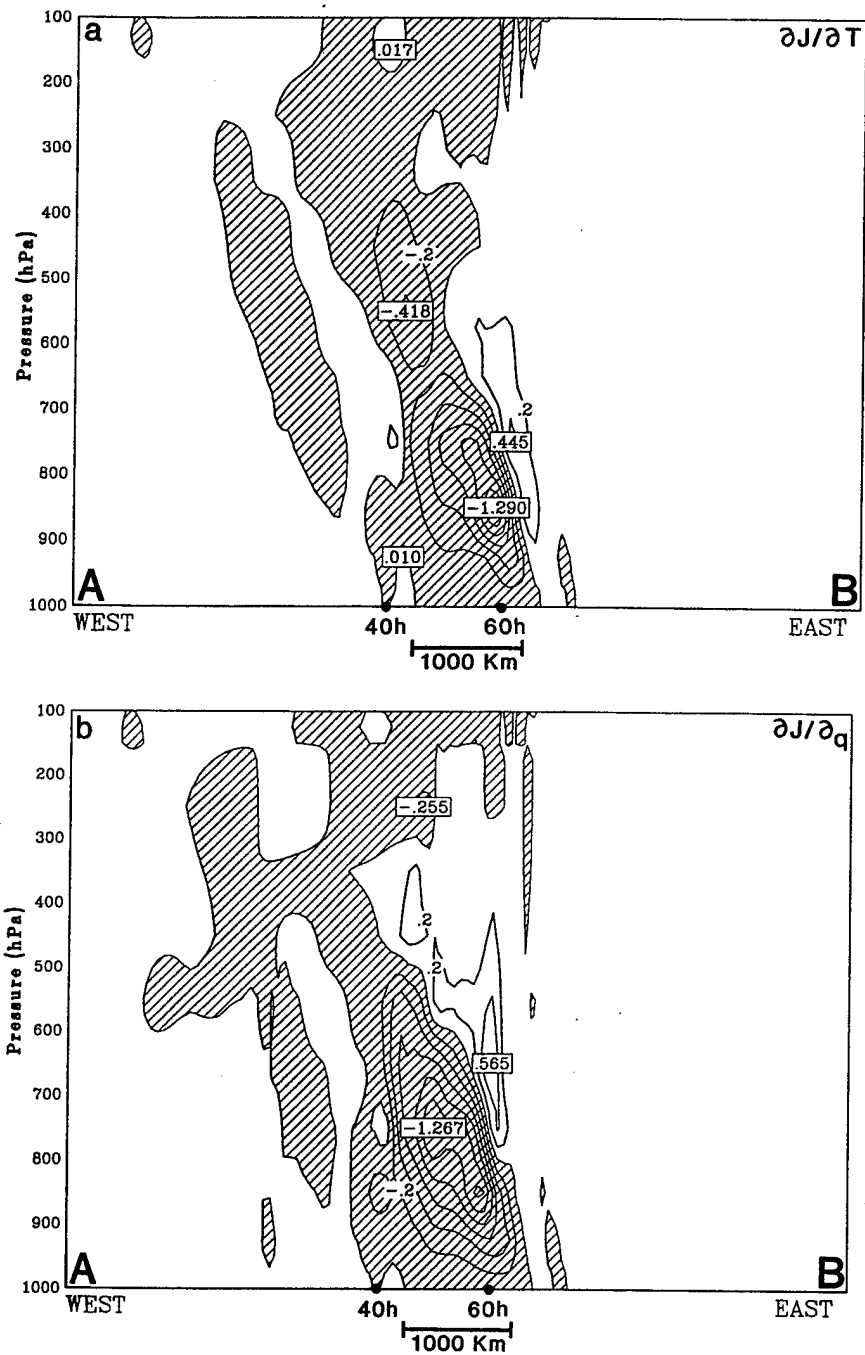 a
∂J/∂T
100
.017
200
300
400
-.2
500
-.418
600
700
.2
.445
800
-1.290
900
.010
1000
Pressure (hPa)
A
B
WEST
40h
60h
EAST
1000 Km
b
∂J/∂q
100
200
-.255
300
400
.2
500
.2
600
.565
700
-1.267
800
-.2
900
1000
Pressure (hPa)
A
B
WEST
40h
60h
EAST
1000 Km